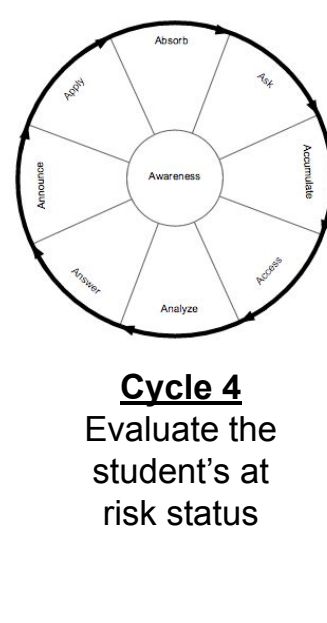 Absorb
Ask
Accumulate
Access
Analyze
Answer
Announce
Apply
Awareness
Cycle 4
Evaluate the
student’s at
risk status